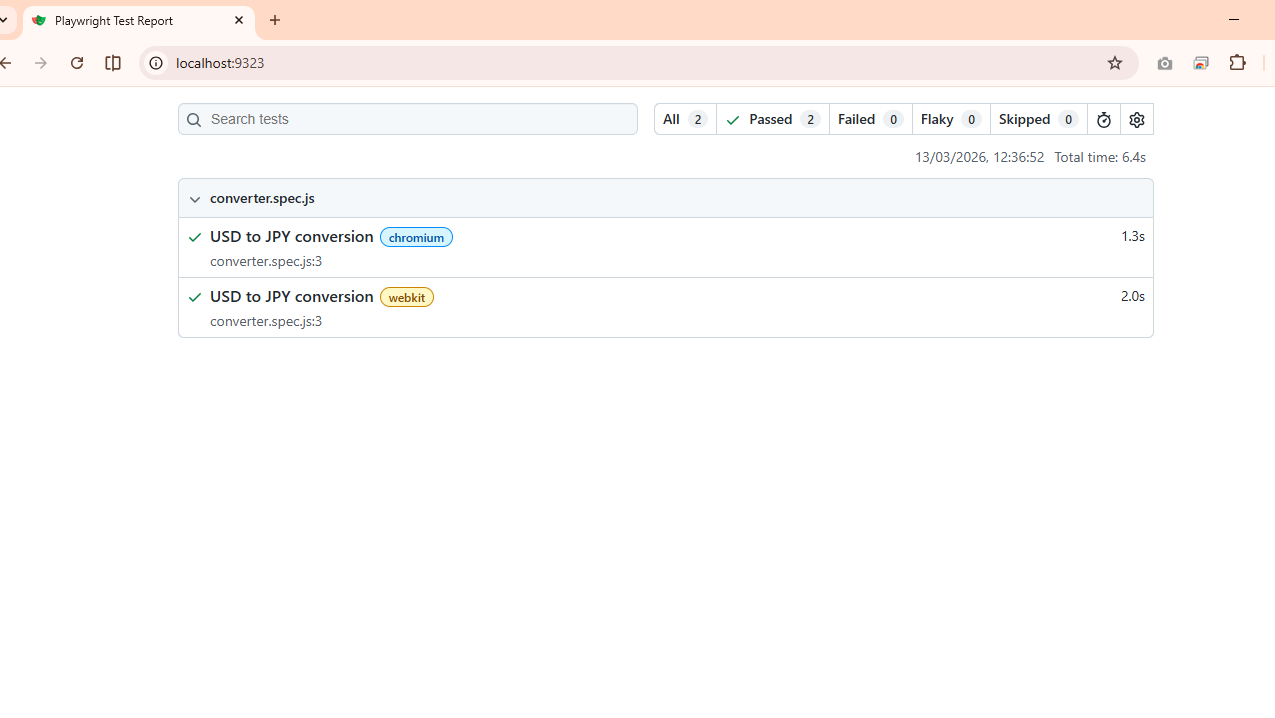 Playwright Test Report
localhost:9323
Search tests
All 2 Passed 2 Failed 0 Flaky 0 Skipped 0
13/03/2026, 12:36:52 Total time: 6.4s
converter.spec.js
USD to JPY conversion chromium 1.3s
converter.spec.js:3
USD to JPY conversion webkit 2.0s
converter.spec.js:3